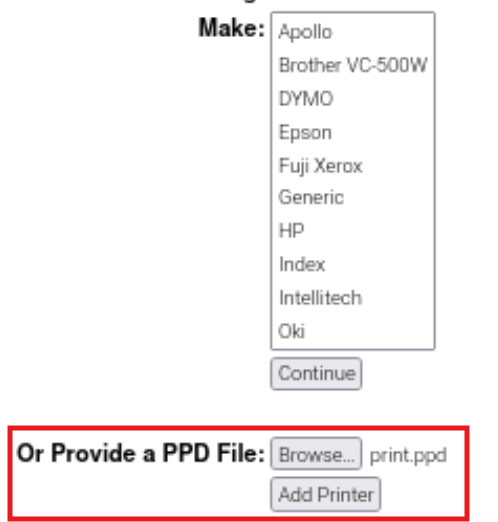 Make:
Apollo
Brother VC-500W
DYMO
Epson
Fuji Xerox
Generic
HP
Index
Intellitech
Oki
Continue
Or Provide a PPD File: Browse... print.ppd
Add Printer